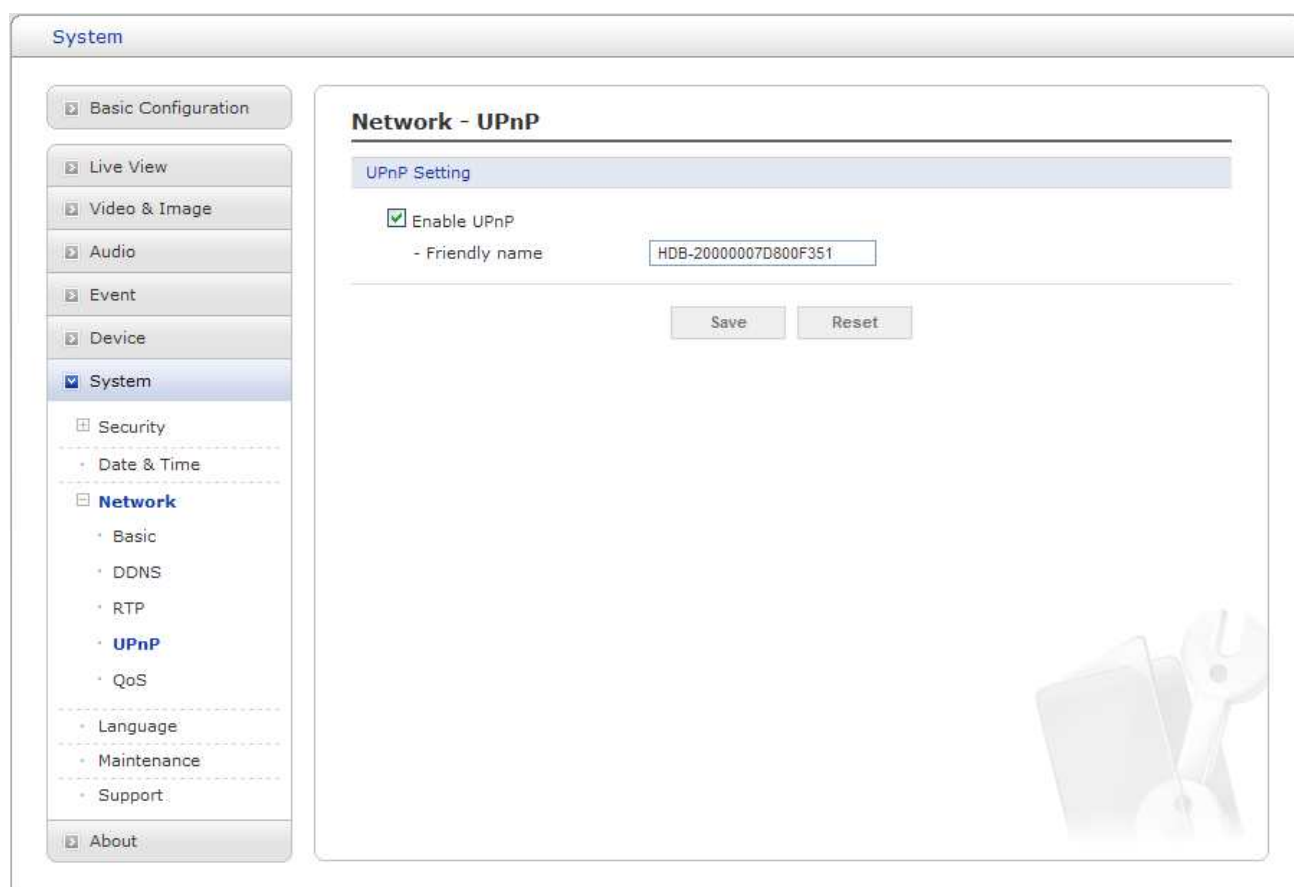 System
Basic Configuration
Live View
Video & Image
Audio
Event
Device
System
Security
Date & Time
Network
Basic
DDNS
RTP
UPnP
QoS
Language
Maintenance
Support
About
Network - UPnP
UPnP Setting
Enable UPnP
- Friendly name HDB-20000007D800F351
Save Reset